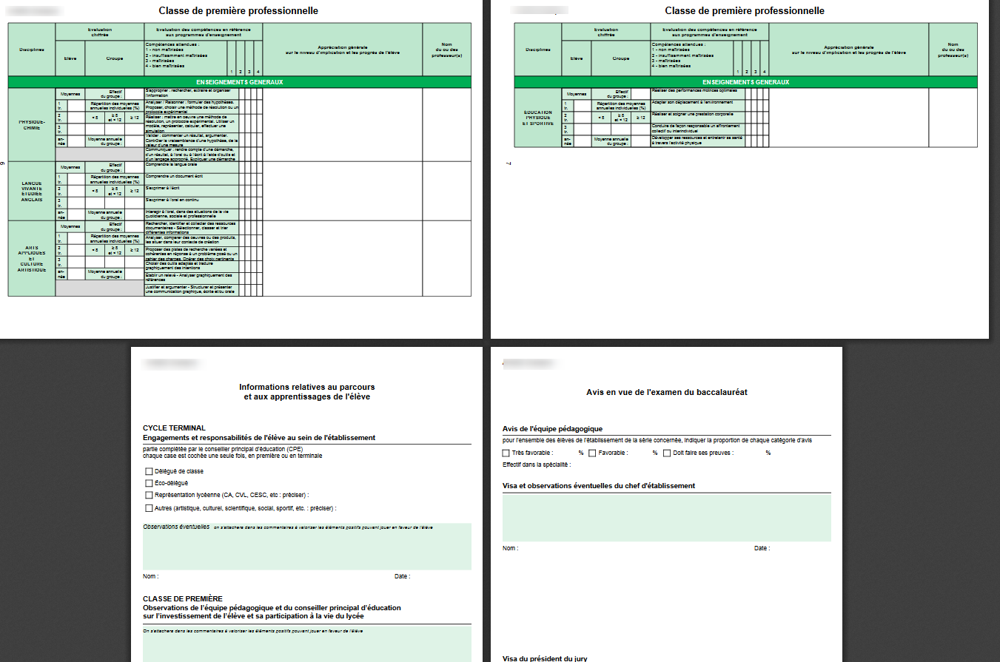 Classe de première professionnelle
Disciplines
Evaluation
chiffrée
Evaluation des compétences en référence
aux programmes d'enseignement
Appréciation générale
sur le niveau d'implication et les progrès de l'élève
Nom
du ou des
professeur(s)
Elève
Groupe
Compétences attendues :
1 - non maîtrisées
2 - insuffisamment maîtrisées
3 - maîtrisées
4 - bien maîtrisées
1 2 3 4
ENSEIGNEMENTS GENERAUX
PHYSIQUE-
CHIMIE
Moyennes
Effectif
du groupe :
1
tr.
Répartition des moyennes
annuelles individuelles (%)
2
tr.
< 8
≥ 8
et < 12
≥ 12
3
tr.
an-
née
Moyenne annuelle
du groupe :
S'approprier : rechercher, extraire et organiser
l'information
Analyser / Raisonner : formuler des hypothèses.
Proposer, choisir une méthode de résolution ou un
protocole expérimental
Réaliser : mettre en oeuvre une méthode de
résolution, un protocole expérimental. Utiliser un
modèle, représenter, calculer, effectuer une
simulation
Valider : commenter un résultat, argumenter.
Contrôler la vraisemblance d'une hypothèse, de la
valeur d'une mesure
Communiquer : rendre compte d'une démarche,
d'un résultat, à l'oral ou à l'écrit à l'aide d'outils et
d'un langage approprié. Expliquer une démarche
6
LANGUE
VIVANTE
ÉTUDIÉE
ANGLAIS
Moyennes
Effectif
du groupe :
1
tr.
Répartition des moyennes
annuelles individuelles (%)
2
tr.
< 8
≥ 8
et < 12
≥ 12
3
tr.
an-
née
Moyenne annuelle
du groupe :
Comprendre la langue orale
Comprendre un document écrit
S'exprimer à l'écrit
S'exprimer à l'oral en continu
Interagir à l'oral, dans des situations de la vie
quotidienne, sociale et professionnelle
ARTS
APPLIQUÉS
ET
CULTURE
ARTISTIQUE
Moyennes
Effectif
du groupe :
1
tr.
Répartition des moyennes
annuelles individuelles (%)
2
tr.
< 8
≥ 8
et < 12
≥ 12
3
tr.
an-
née
Moyenne annuelle
du groupe :
Rechercher, identifier et collecter des ressources
documentaires - Sélectionner, classer et trier
différentes informations
Analyser, comparer des oeuvres ou des produits,
les situer dans leur contexte de création
Proposer des pistes de recherche variées et
cohérentes en réponse à un problème posé ou un
cahier des charges. Opérer des choix pertinents
Choisir des outils adaptés et traduire
graphiquement des intentions
Etablir un relevé - Analyser graphiquement des
références
Justifier et argumenter - Structurer et présenter
une communication graphique, écrite et/ou orale
Classe de première professionnelle
Disciplines
Evaluation
chiffrée
Evaluation des compétences en référence
aux programmes d'enseignement
Appréciation générale
sur le niveau d'implication et les progrès de l'élève
Nom
du ou des
professeur(s)
Elève
Groupe
Compétences attendues :
1 - non maîtrisées
2 - insuffisamment maîtrisées
3 - maîtrisées
4 - bien maîtrisées
1 2 3 4
ENSEIGNEMENTS GENERAUX
ÉDUCATION
PHYSIQUE
ET SPORTIVE
Moyennes
Effectif
du groupe :
1
tr.
Répartition des moyennes
annuelles individuelles (%)
2
tr.
< 8
≥ 8
et < 12
≥ 12
3
tr.
an-
née
Moyenne annuelle
du groupe :
Réaliser des performances motrices optimales
Adapter son déplacement à l'environnement
Réaliser et soigner une prestation corporelle
Conduire de façon responsable un affrontement
collectif ou interindividuel
Développer ses ressources et entretenir sa santé
à travers l'activité physique
7
Informations relatives au parcours
et aux apprentissages de l'élève
CYCLE TERMINAL
Engagements et responsabilités de l'élève au sein de l'établissement
partie complétée par le conseiller principal d'éducation (CPE)
chaque case est cochée une seule fois, en première ou en terminale
Délégué de classe
Éco-délégué
Représentation lycéenne (CA, CVL, CESC, etc : préciser) :
Autres (artistique, culturel, scientifique, social, sportif, etc. : préciser) :
Observations éventuelles on s'attachera dans les commentaires à valoriser les éléments positifs pouvant jouer en faveur de l'élève
Nom : Date :
CLASSE DE PREMIÈRE
Observations de l'équipe pédagogique et du conseiller principal d'éducation
sur l'investissement de l'élève et sa participation à la vie du lycée
On s'attachera dans les commentaires à valoriser les éléments positifs pouvant jouer en faveur de l'élève
Avis en vue de l'examen du baccalauréat
Avis de l'équipe pédagogique
pour l'ensemble des élèves de l'établissement de la série concernée, indiquer la proportion de chaque catégorie d'avis
Très favorable : % Favorable : % Doit faire ses preuves : %
Effectif dans la spécialité :
Visa et observations éventuelles du chef d'établissement
Nom : Date :
Visa du président du jury